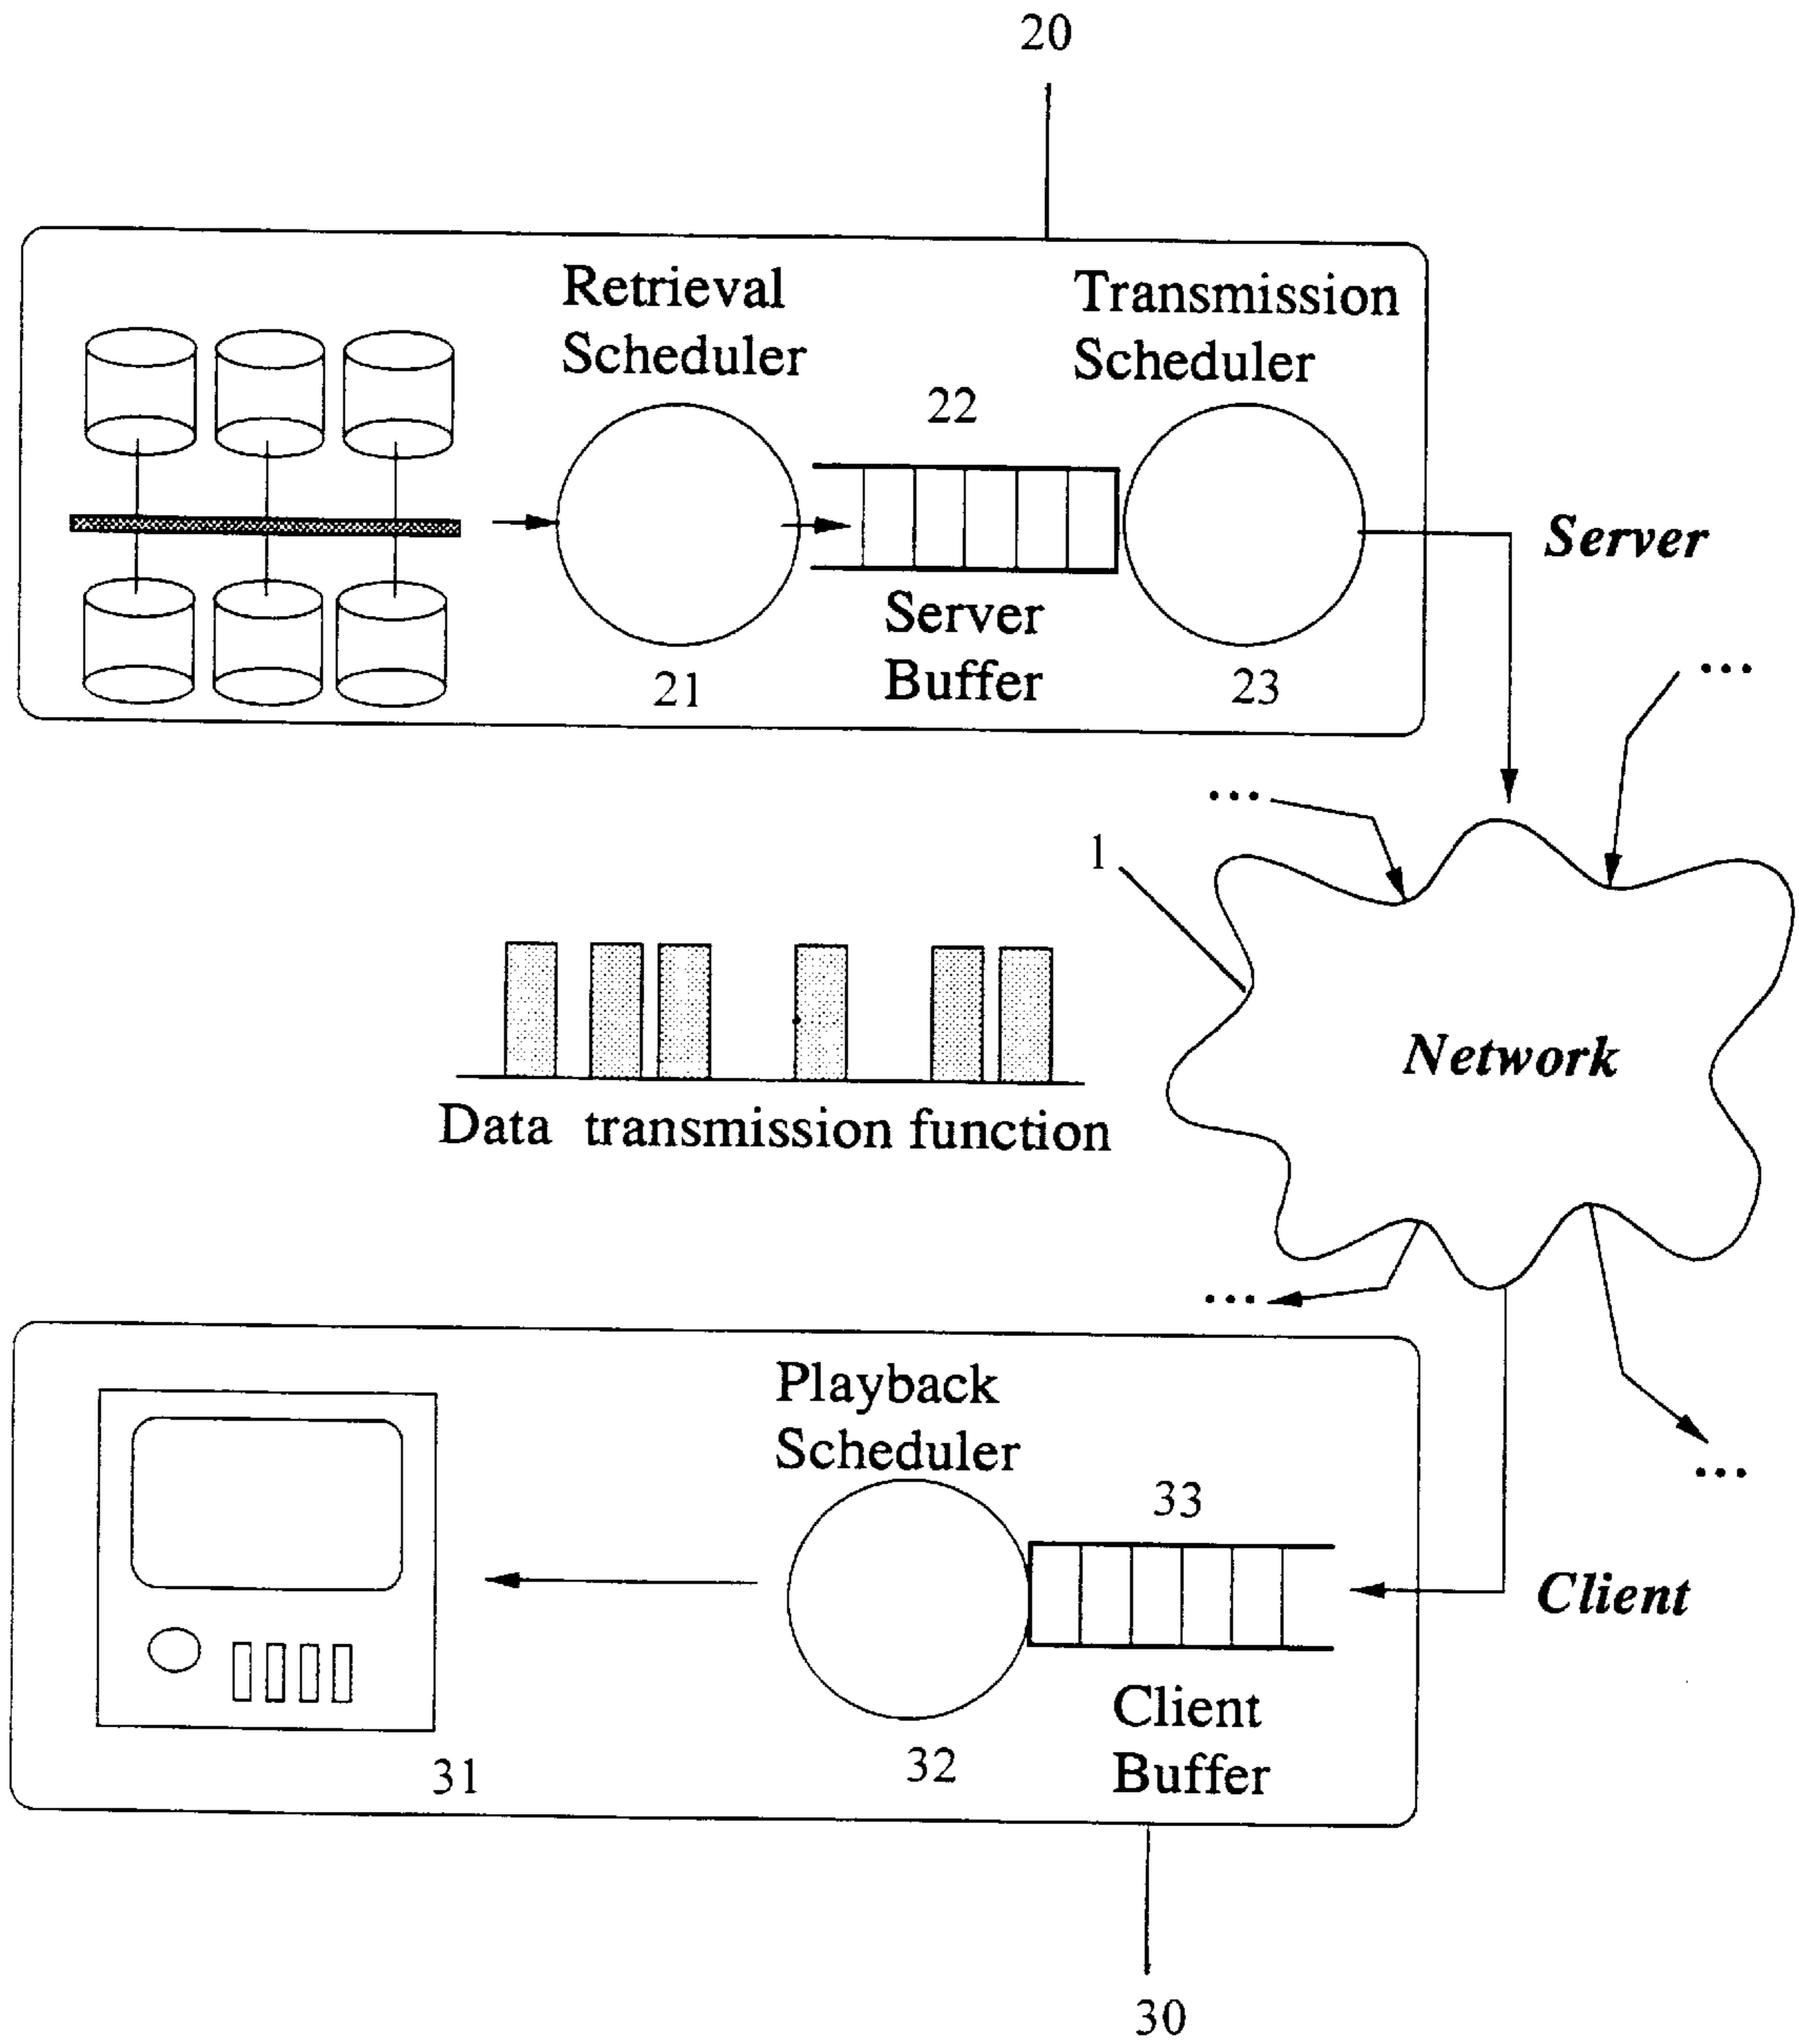 20
Retrieval
Scheduler
Transmission
Scheduler
22
Server
Server
Buffer
21
23
...
...
1
Network
Data transmission function
...
...
Playback
Scheduler
33
Client
Client
Buffer
31
32
30